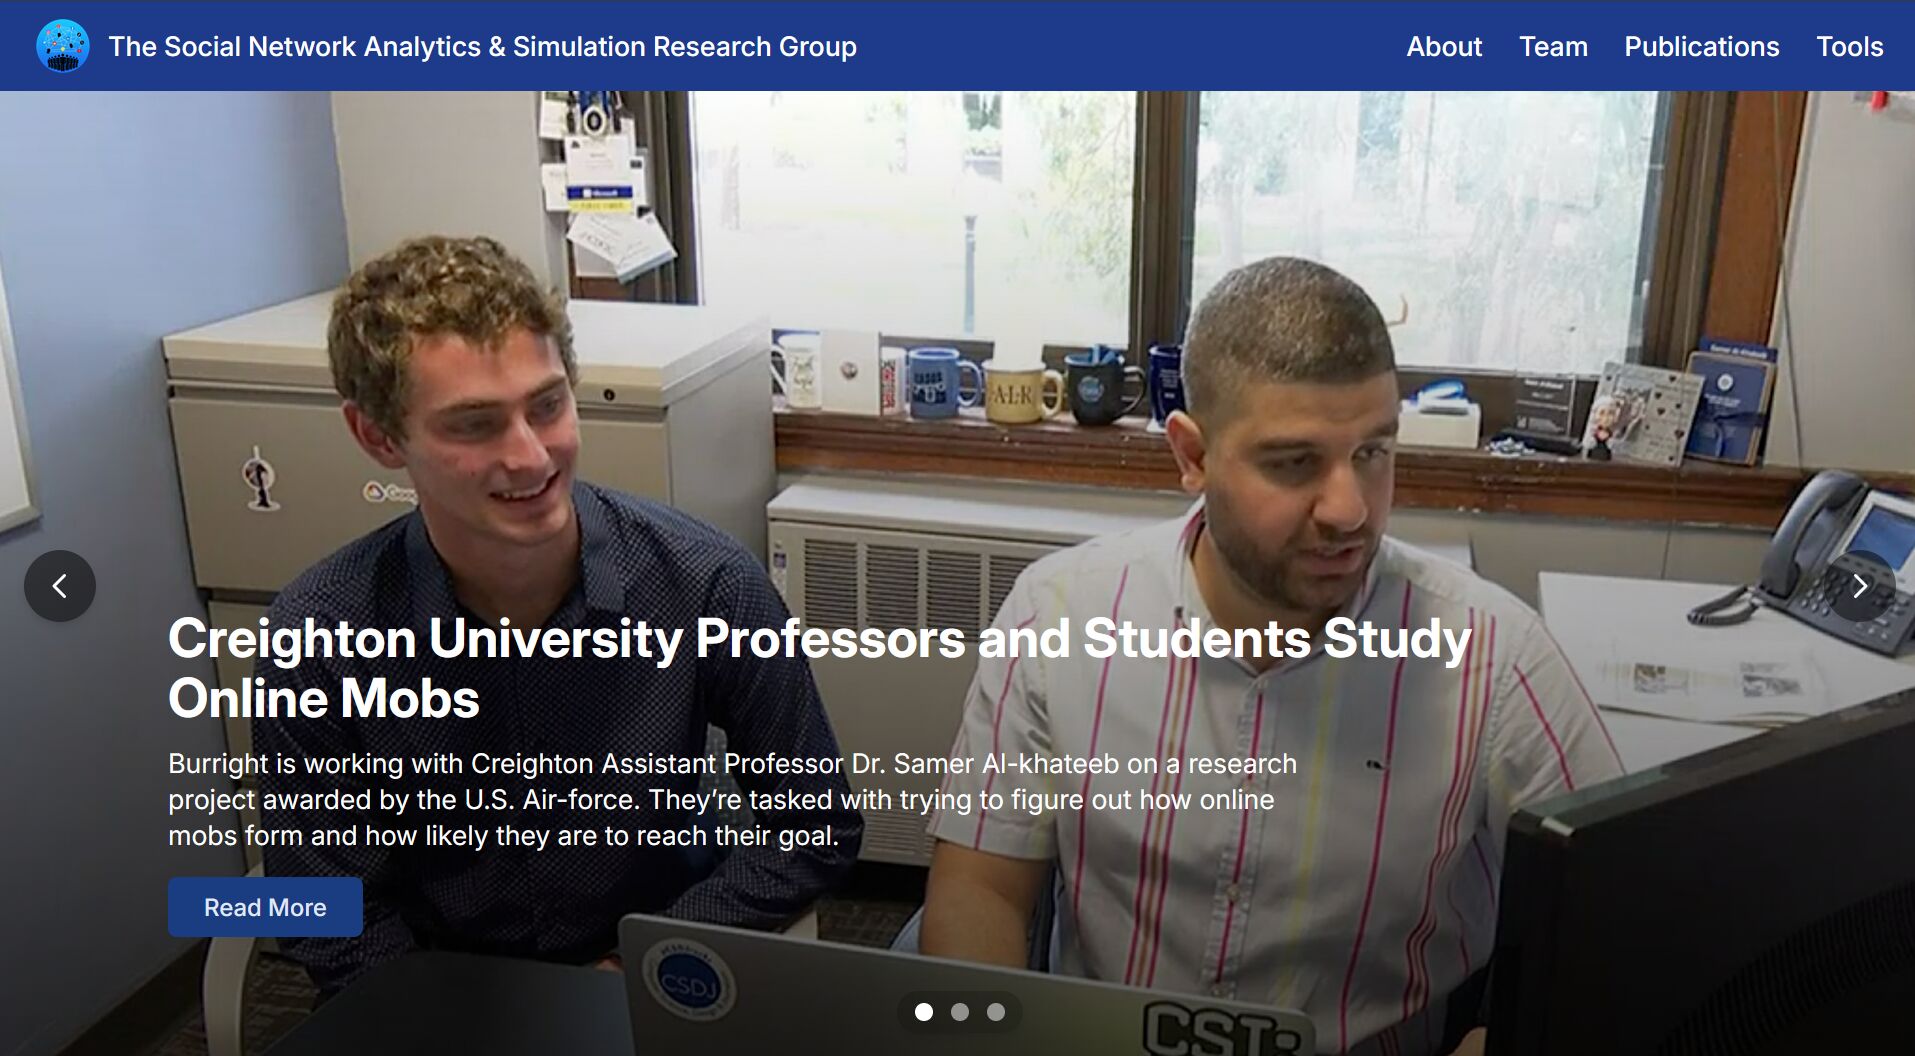 The Social Network Analytics & Simulation Research Group
About
Team
Publications
Tools
A·L·R
Creighton University Professors and Students Study
Online Mobs
Burright is working with Creighton Assistant Professor Dr. Samer Al-khateeb on a research
project awarded by the U.S. Air-force. They’re tasked with trying to figure out how online
mobs form and how likely they are to reach their goal.
Read More
CSDJ